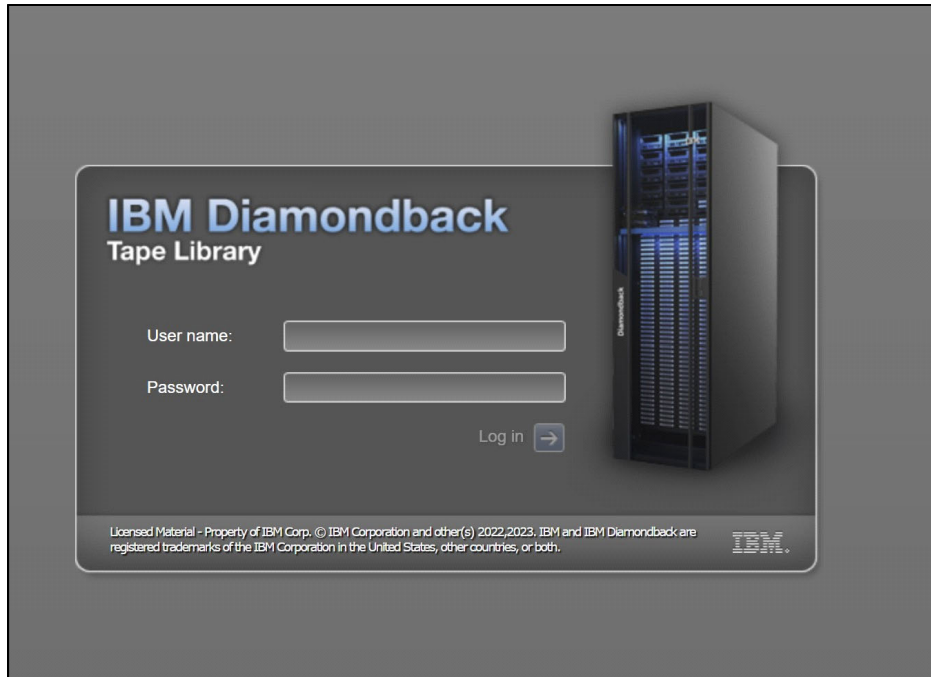 IBM Diamondback
Tape Library
Diamondback
User name:
Password:
Log in
Licensed Material - Property of IBM Corp. © IBM Corporation and other(s) 2022,2023. IBM and IBM Diamondback are
registered trademarks of the IBM Corporation in the United States, other countries, or both.
IBM.